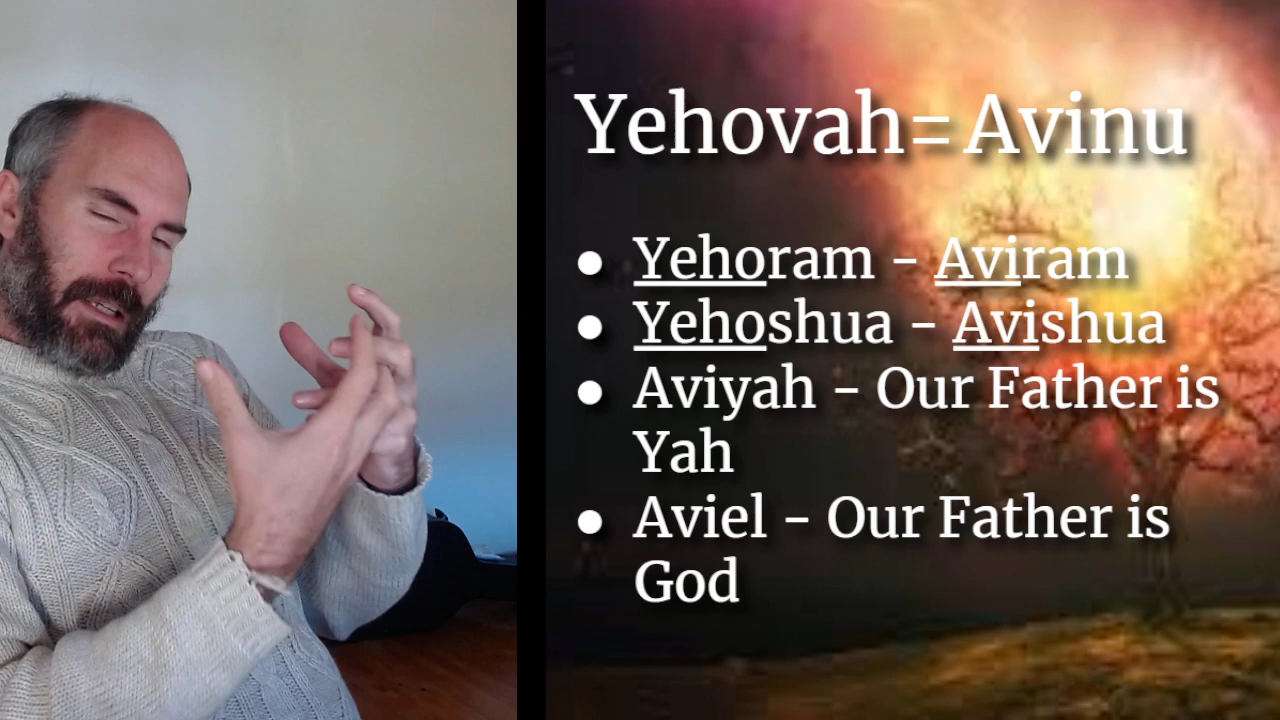 Yehovah= Avinu
● Yehoram - Aviram
● Yehoshua - Avishua
● Aviyah - Our Father is
Yah
● Aviel - Our Father is
God